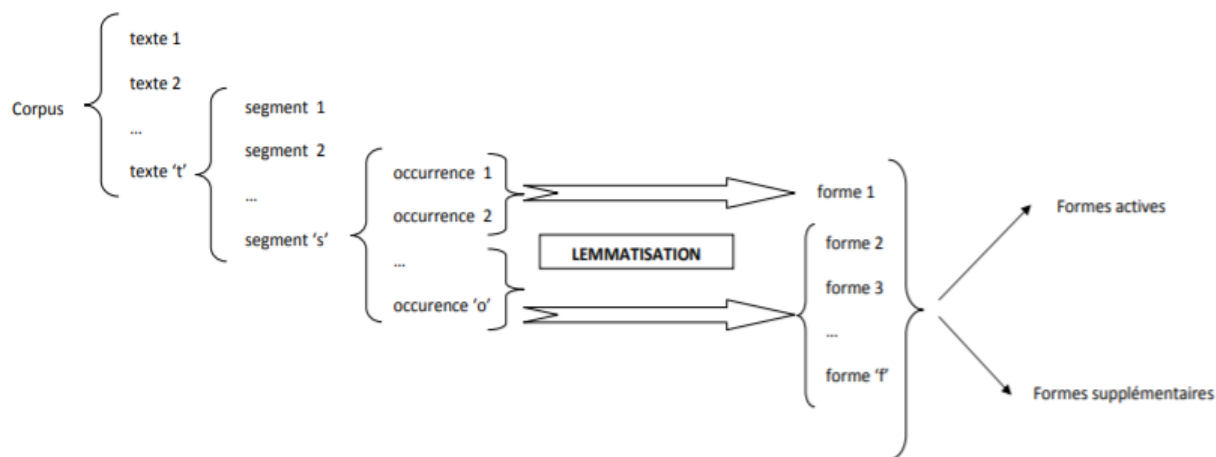 Corpus
texte 1
texte 2
...
texte ‘t’
segment 1
segment 2
...
segment ‘s’
occurrence 1
occurrence 2
...
occurence ‘o’
LEMMATISATION
forme 1
forme 2
forme 3
...
forme ‘f’
Formes actives
Formes supplémentaires